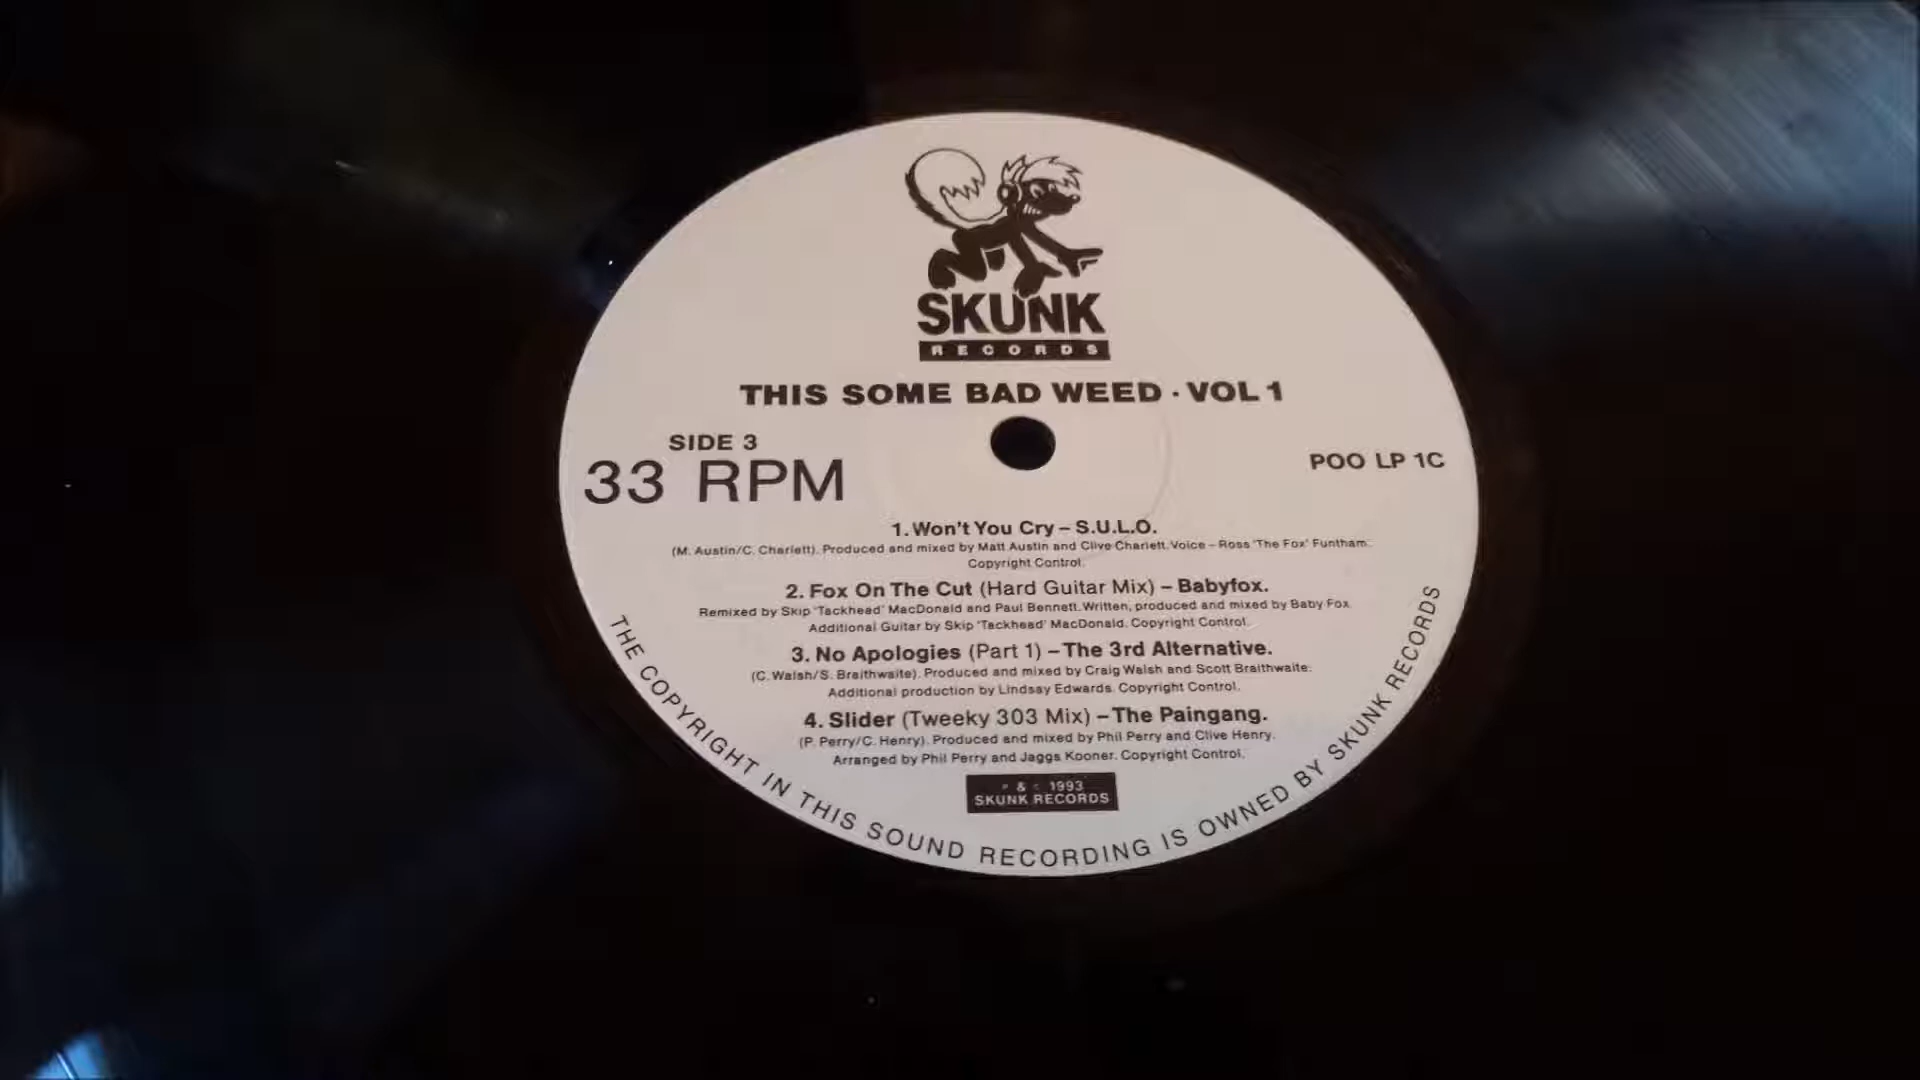 SKUNK
RECORDS
THIS SOME BAD WEED · VOL 1
SIDE 3
33 RPM
POO LP 1C
1. Won't You Cry – S.U.L.O.
(M. Austin/C. Charlett). Produced and mixed by Matt Austin and Clive Charlett. Voice – Ross 'The Fox' Funtham.
Copyright Control.
2. Fox On The Cut (Hard Guitar Mix) – Babyfox.
Remixed by Skip 'Tackhead' MacDonald and Paul Bennett. Written, produced and mixed by Baby Fox.
Additional Guitar by Skip 'Tackhead' MacDonald. Copyright Control.
3. No Apologies (Part 1) – The 3rd Alternative.
(C. Walsh/S. Braithwaite). Produced and mixed by Craig Walsh and Scott Braithwaite.
Additional production by Lindsay Edwards. Copyright Control.
4. Slider (Tweeky 303 Mix) – The Paingang.
(P. Perry/C. Henry). Produced and mixed by Phil Perry and Clive Henry.
Arranged by Phil Perry and Jaggs Kooner. Copyright Control.
℗ & © 1993
SKUNK RECORDS
THE COPYRIGHT IN THIS SOUND RECORDING IS OWNED BY SKUNK RECORDS